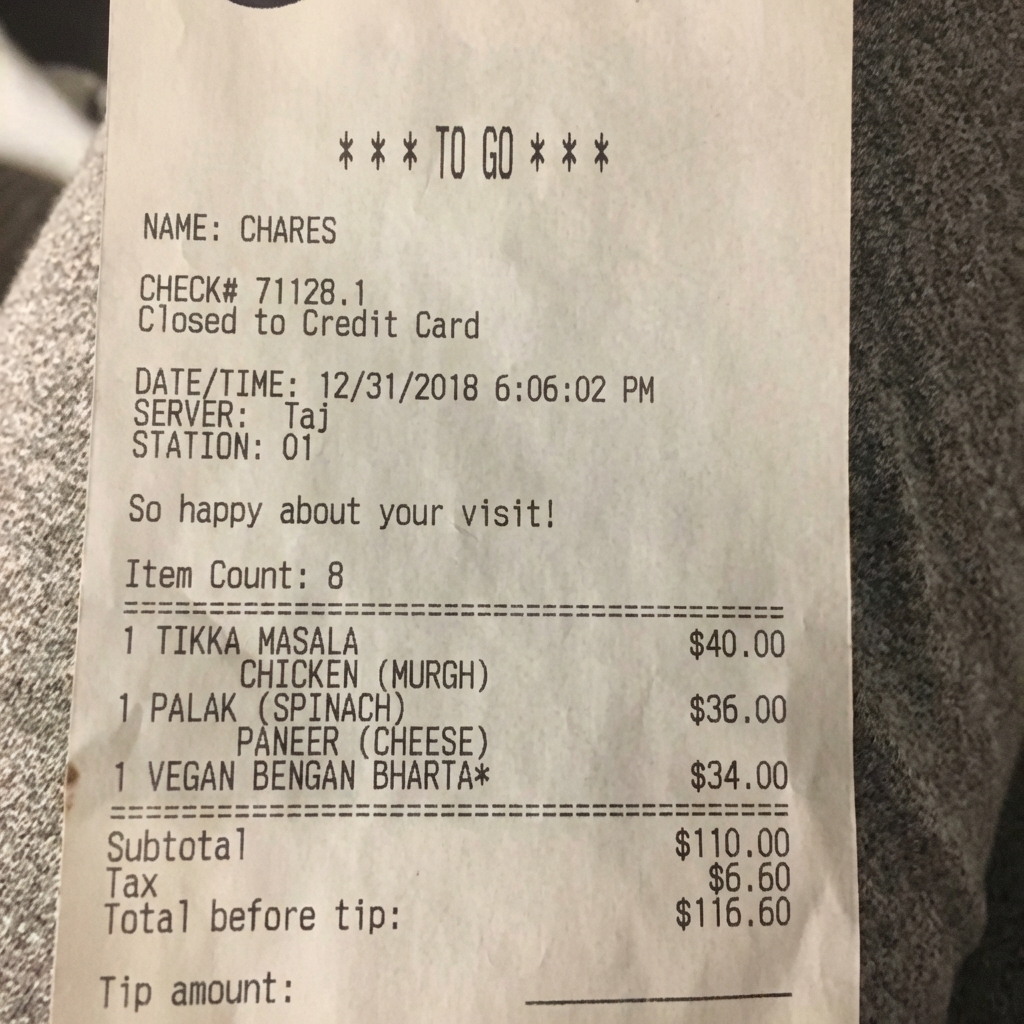 *** TO GO ***
NAME: CHARES
CHECK# 71128.1
Closed to Credit Card
DATE/TIME: 12/31/2018 6:06:02 PM
SERVER: Taj
STATION: 01
So happy about your visit!
Item Count: 8
=======================================
1 TIKKA MASALA $40.00
CHICKEN (MURGH)
1 PALAK (SPINACH) $36.00
PANEER (CHEESE)
1 VEGAN BENGAN BHARTA* $34.00
=======================================
Subtotal $110.00
Tax $6.60
Total before tip: $116.60
Tip amount: ____________